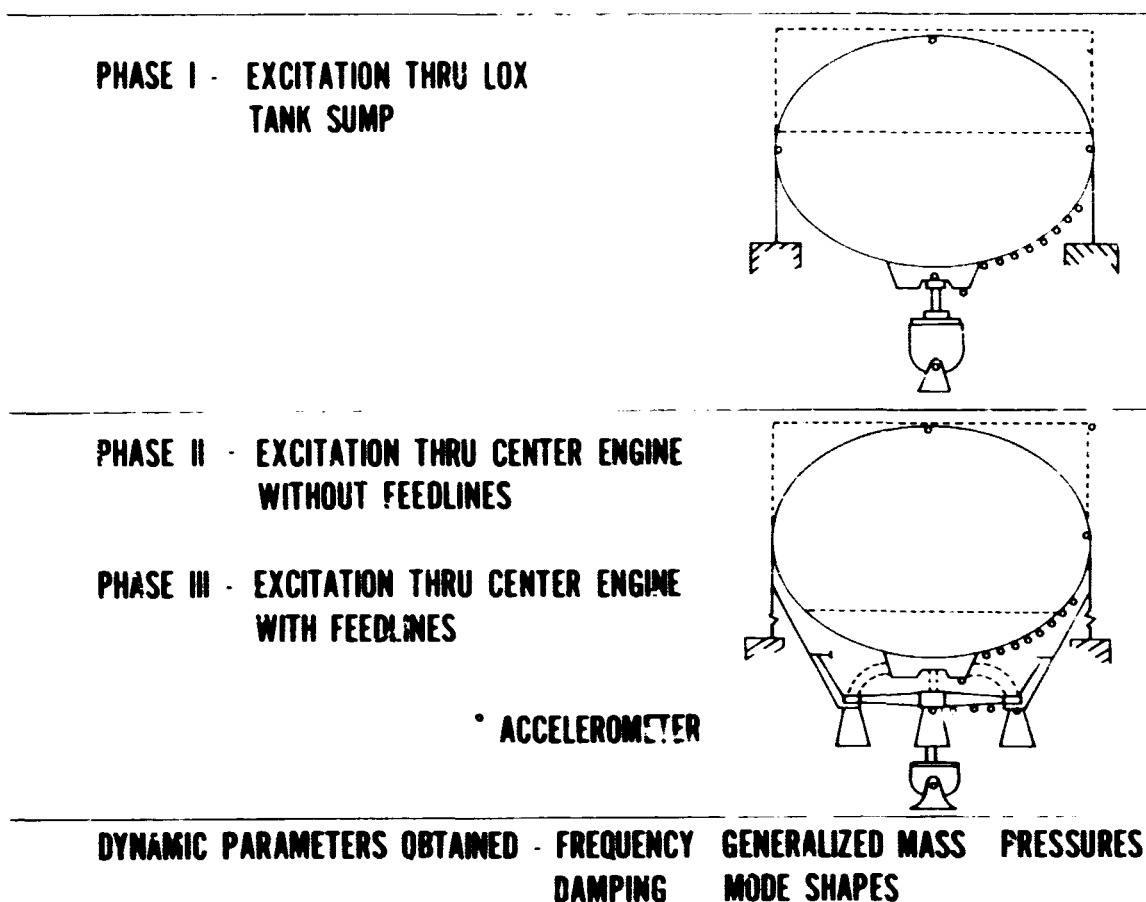 PHASE I - EXCITATION THRU LOX
TANK SUMP
PHASE II - EXCITATION THRU CENTER ENGINE
WITHOUT FEEDLINES
PHASE III - EXCITATION THRU CENTER ENGINE
WITH FEEDLINES
° ACCELEROMETER
DYNAMIC PARAMETERS OBTAINED - FREQUENCY GENERALIZED MASS PRESSURES
DAMPING MODE SHAPES